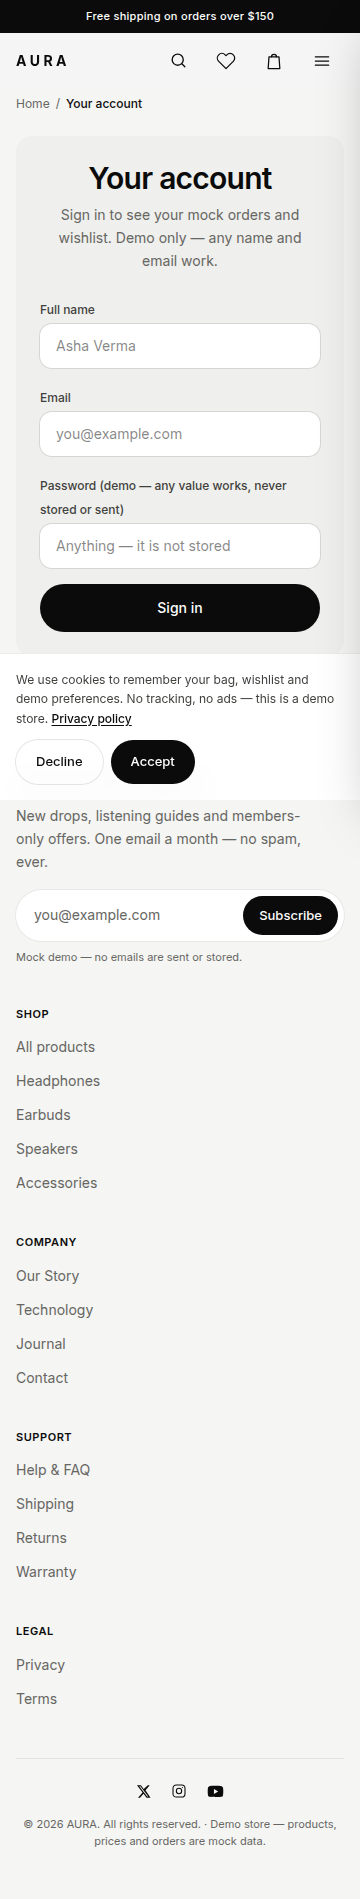 Free shipping on orders over $150
AURA
Home / Your account
Your account
Sign in to see your mock orders and
wishlist. Demo only — any name and
email work.
Full name
Asha Verma
Email
you@example.com
Password (demo — any value works, never
stored or sent)
Anything — it is not stored
Sign in
We use cookies to remember your bag, wishlist and
demo preferences. No tracking, no ads — this is a demo
store. Privacy policy
Decline
Accept
New drops, listening guides and members-
only offers. One email a month — no spam,
ever.
you@example.com
Subscribe
Mock demo — no emails are sent or stored.
SHOP
All products
Headphones
Earbuds
Speakers
Accessories
COMPANY
Our Story
Technology
Journal
Contact
SUPPORT
Help & FAQ
Shipping
Returns
Warranty
LEGAL
Privacy
Terms
© 2026 AURA. All rights reserved. · Demo store — products,
prices and orders are mock data.